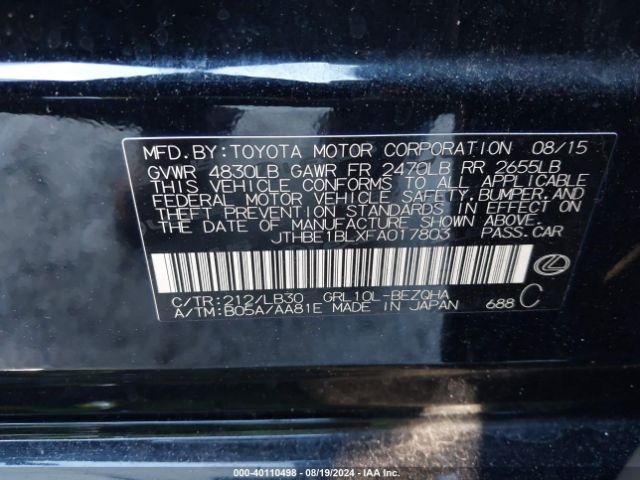 MFD.BY:TOYOTA MOTOR CORPORATION 08/15
GVWR 4830LB GAWR FR 2470LB RR 2655LB
THIS VEHICLE CONFORMS TO ALL APPLICABLE
FEDERAL MOTOR VEHICLE SAFETY,BUMPER,AND
THEFT PREVENTION STANDARDS IN EFFECT ON
THE DATE OF MANUFACTURE SHOWN ABOVE.
JTHBE1BLXFA017803 PASS.CAR
C/TR:212/LB30 GRL10L-BEZQHA
A/TM:B05A/AA81E MADE IN JAPAN 688 C
000-40110498 - 08/19/2024 - IAA Inc.